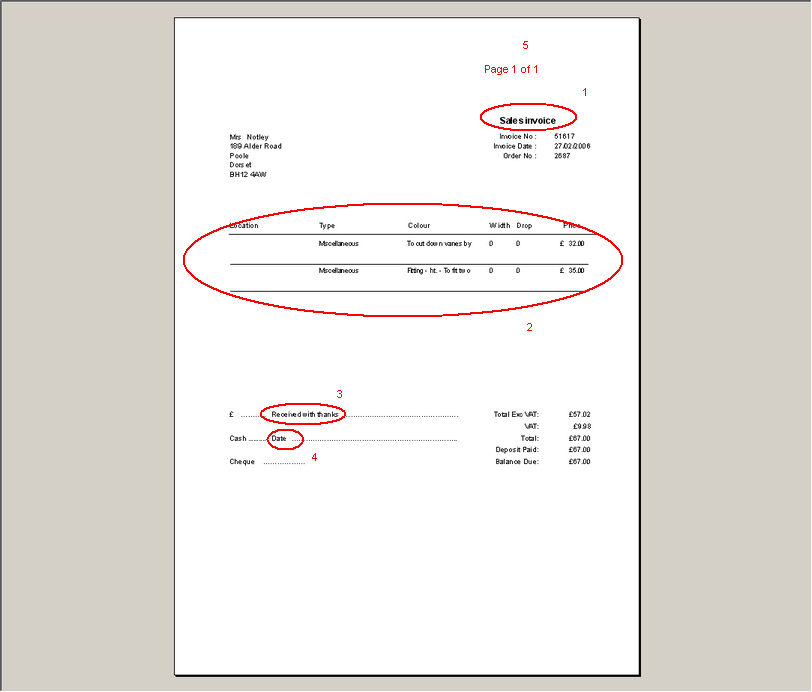 5
Page 1 of 1
1
Sales invoice
Invoice No : 51617
Invoice Date : 27/02/2006
Order No : 2687
Mrs Notley
189 Alder Road
Poole
Dorset
BH12 4AW
Location Type Colour Width Drop Price
Miscellaneous To cut down vanes by 0 0 £ 32.00
Miscellaneous Fitting - ht. - To fit two 0 0 £ 35.00
2
3
£ ........ Received with thanks ........................................
Total Exc VAT: £57.02
VAT: £9.98
Cash ........ Date ........................................................
Total: £67.00
Deposit Paid: £67.00
4
Cheque ...................
Balance Due: £67.00